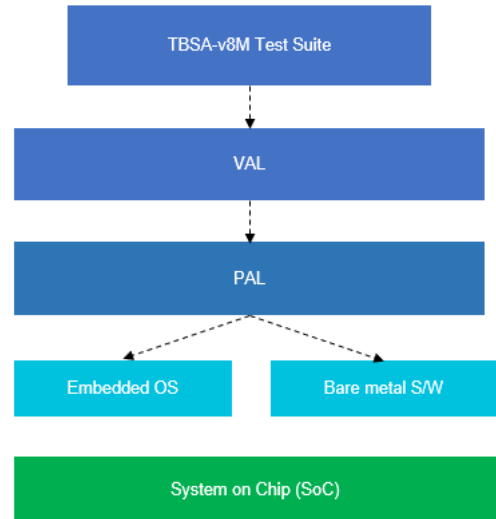 TBSA-v8M Test Suite
VAL
PAL
Embedded OS
Bare metal S/W
System on Chip (SoC)